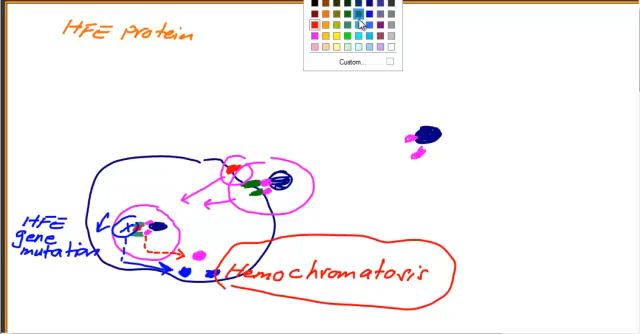 HFE protein
Custom...
HFE
gene
mutation
x
Hemochromatosis